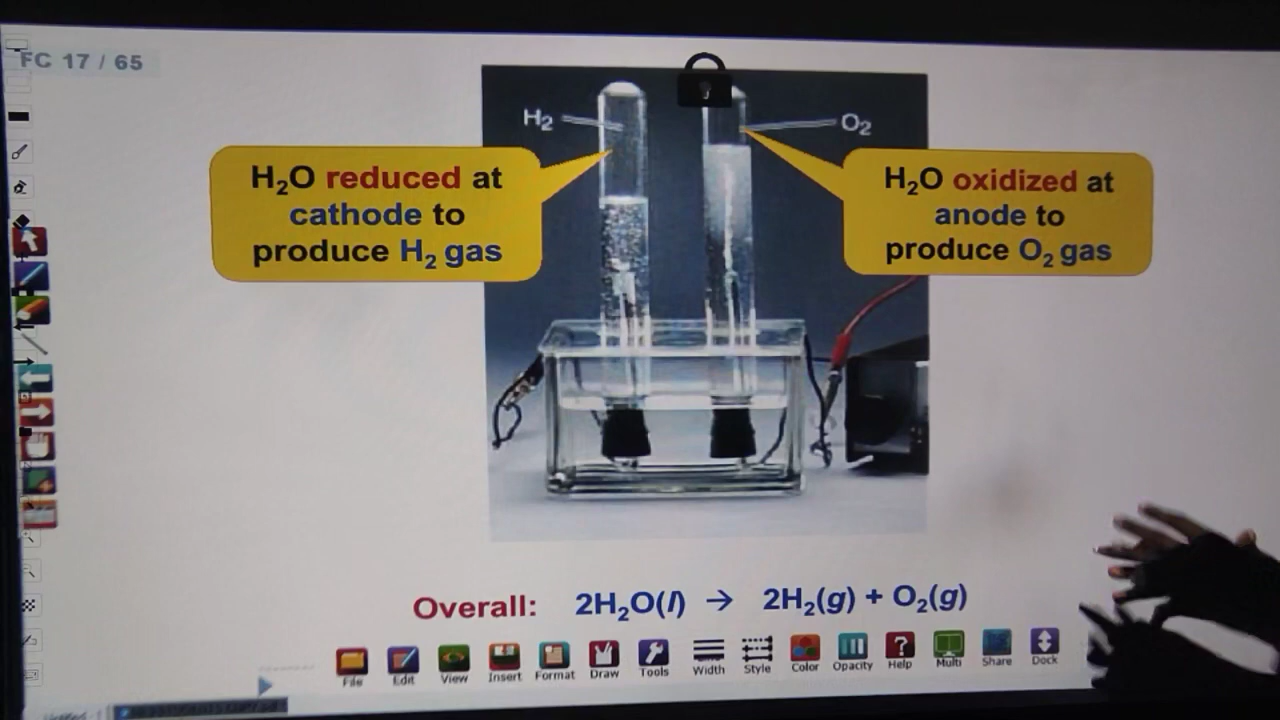 FC 17 / 65
H₂
O₂
H₂O reduced at
cathode to
produce H₂ gas
H₂O oxidized at
anode to
produce O₂ gas
Overall: 2H₂O(l) → 2H₂(g) + O₂(g)
File Edit View Insert Format Draw Tools Width Style Color Opacity Help Multi Share Dock